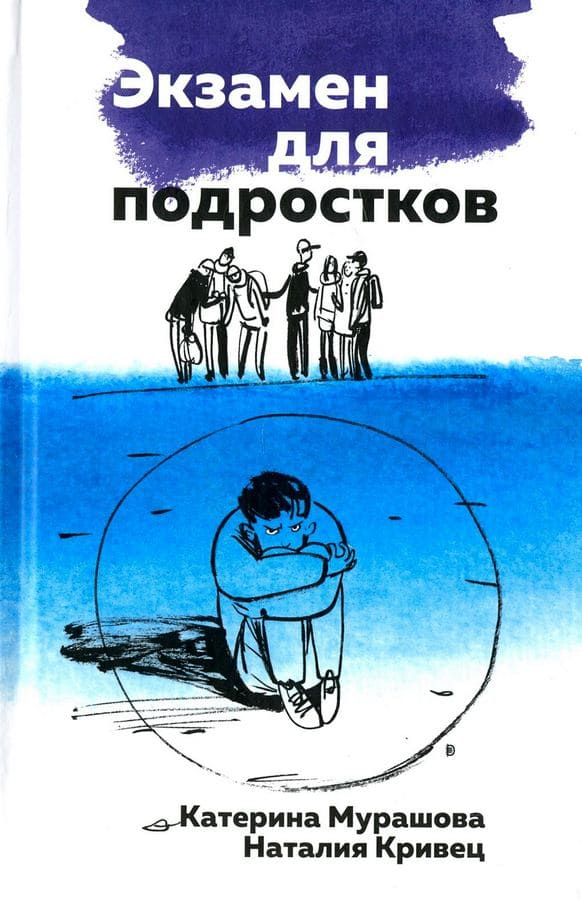 Экзамен
для
подростков
Катерина Мурашова
Наталия Кривец